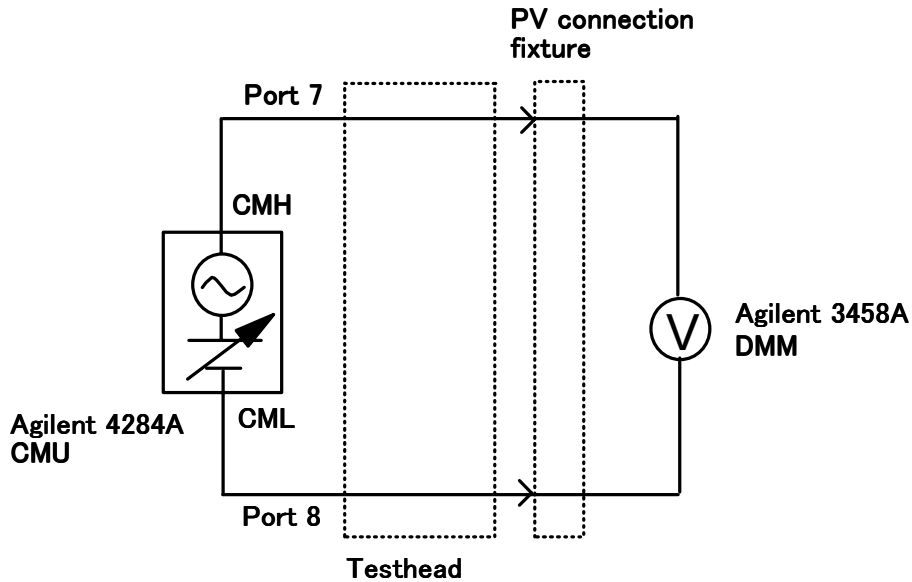 PV connection
fixture
Port 7
CMH
V
Agilent 3458A
DMM
CML
Agilent 4284A
CMU
Port 8
Testhead